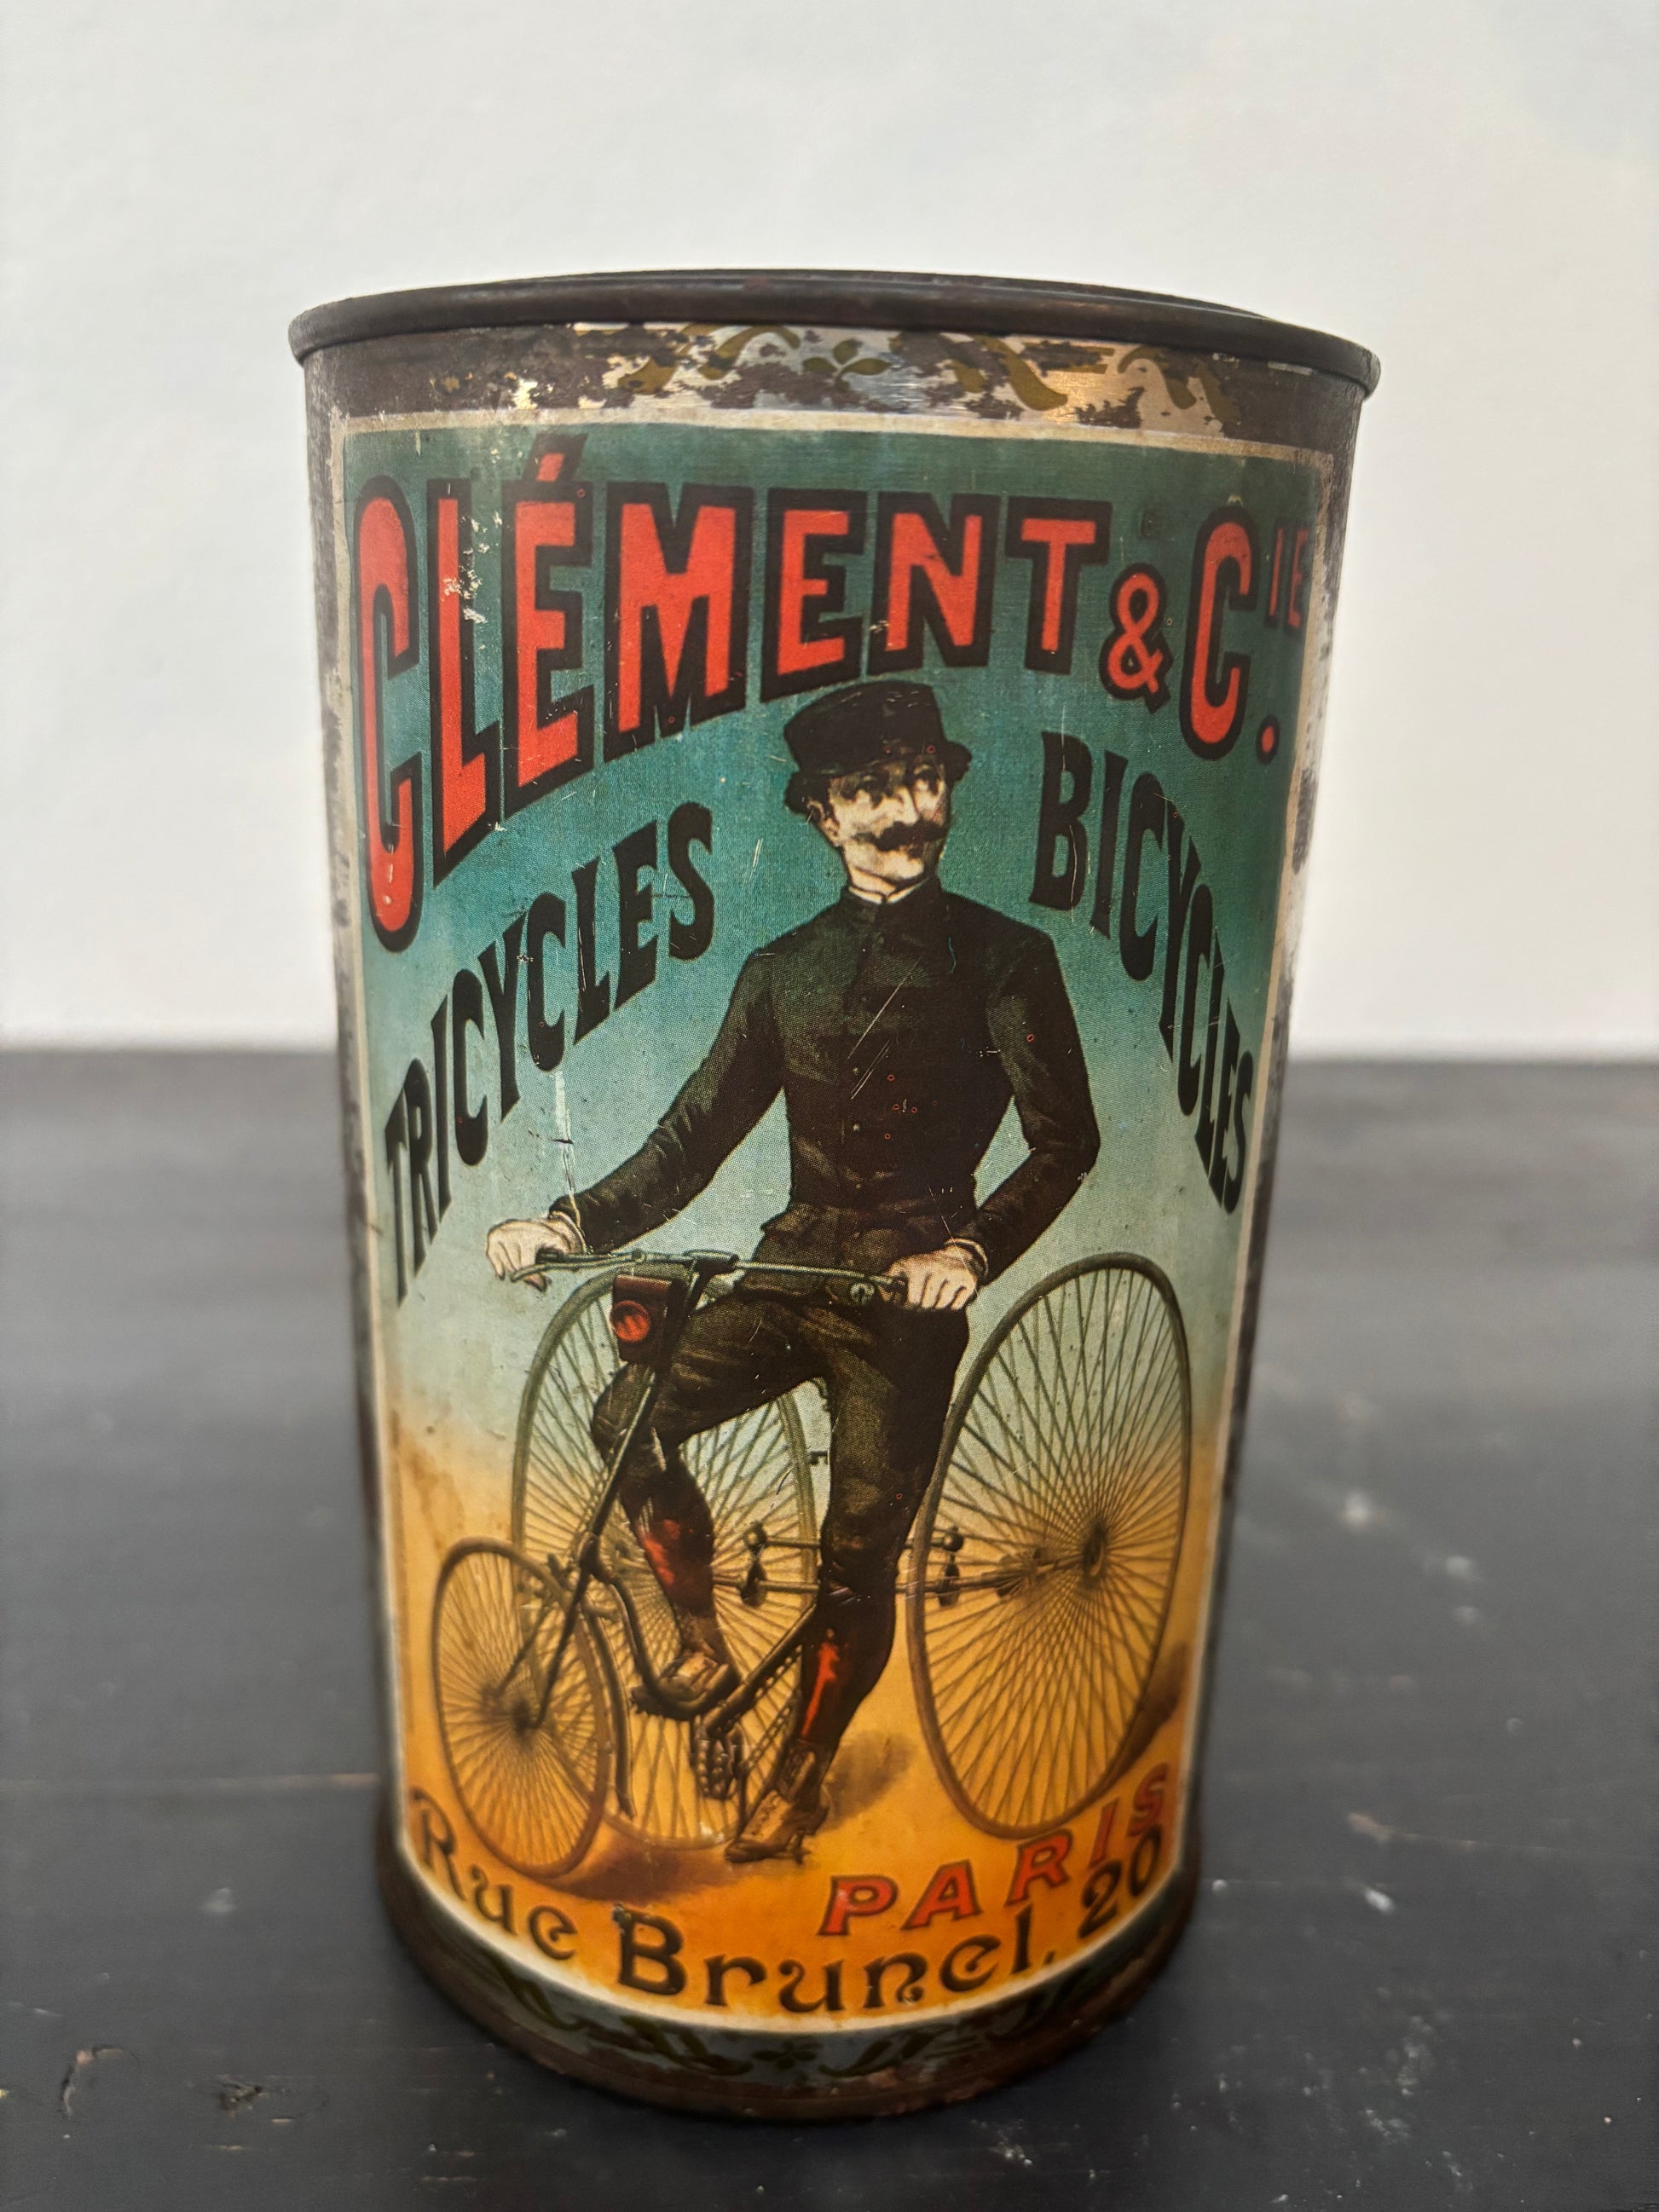 CLÉMENT & CIE.
TRICYCLES BICYCLES
PARIS
Rue Brunel, 20